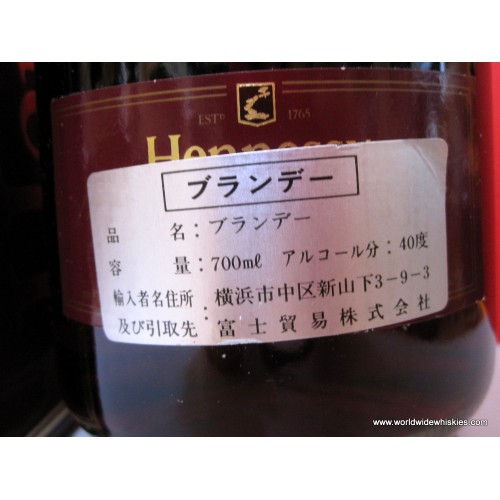 ESTD 1765
Hennessy
ブランデー
品 名：ブランデー
容 量：700mℓ アルコール分：40度
輸入者名住所：横浜市中区新山下3-9-3
及び引取先：富士貿易株式会社
www.worldwidewhiskies.com